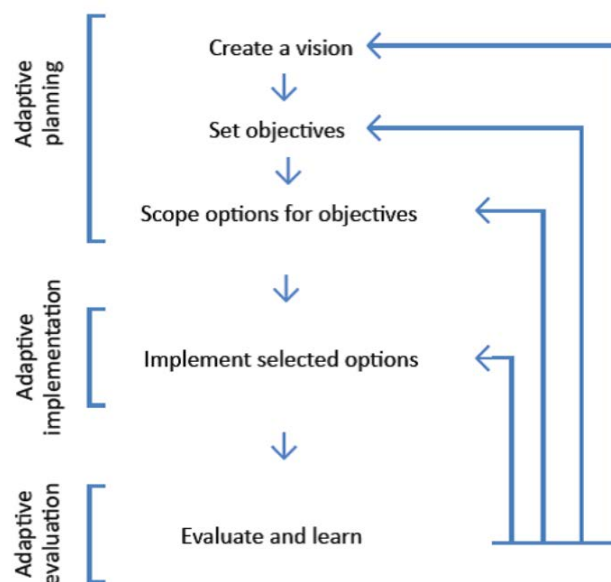 Adaptive
planning
Create a vision
Set objectives
Scope options for objectives
Adaptive
implementation
Implement selected options
Adaptive
evaluation
Evaluate and learn